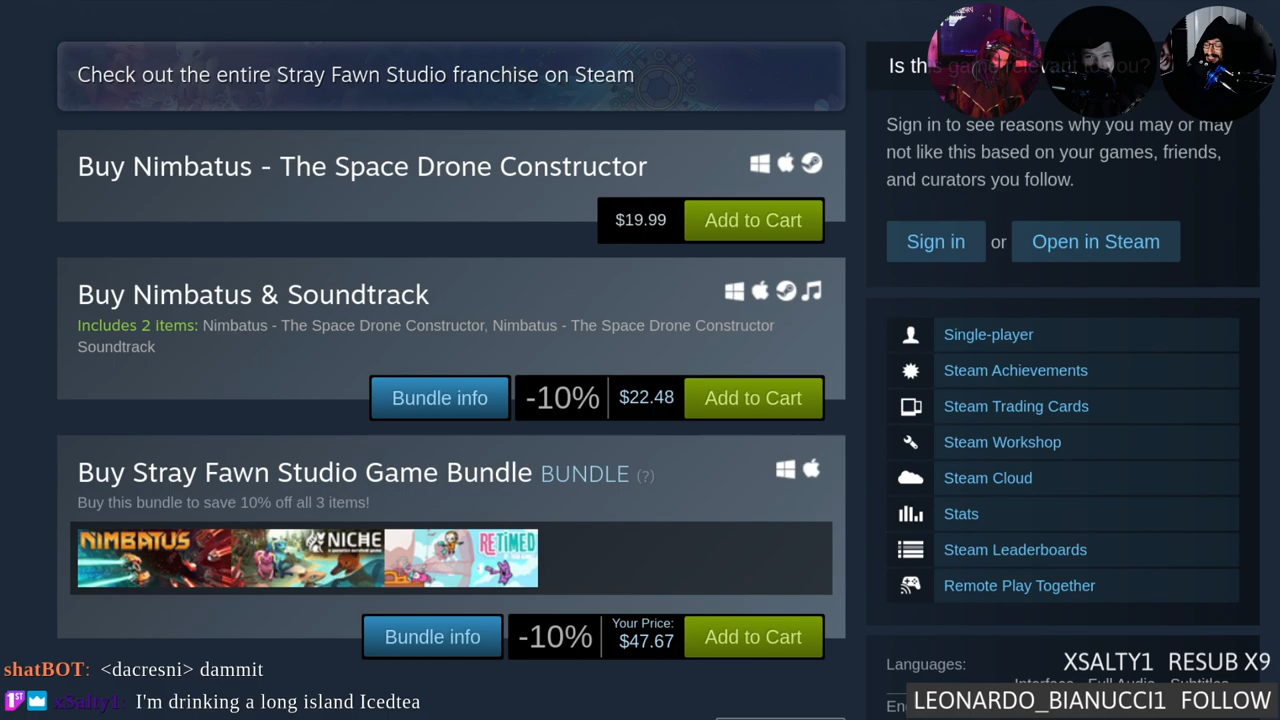 Check out the entire Stray Fawn Studio franchise on Steam
Buy Nimbatus - The Space Drone Constructor
$19.99
Add to Cart
Buy Nimbatus & Soundtrack
Includes 2 items: Nimbatus - The Space Drone Constructor, Nimbatus - The Space Drone Constructor
Soundtrack
Bundle info
-10%
$22.48
Add to Cart
Buy Stray Fawn Studio Game Bundle BUNDLE (?)
Buy this bundle to save 10% off all 3 items!
NIMBATUS
NICHE
RETIMED
Bundle info
-10%
Your Price:
$47.67
Add to Cart
Is this game relevant to you?
Sign in to see reasons why you may or may
not like this based on your games, friends,
and curators you follow.
Sign in or Open in Steam
Single-player
Steam Achievements
Steam Trading Cards
Steam Workshop
Steam Cloud
Stats
Steam Leaderboards
Remote Play Together
Languages:
XSALTY1 RESUB X9
LEONARDO_BIANUCCI1 FOLLOW
shatBOT: <dacresni> dammit
1ST xSalty1: I'm drinking a long island Icedtea